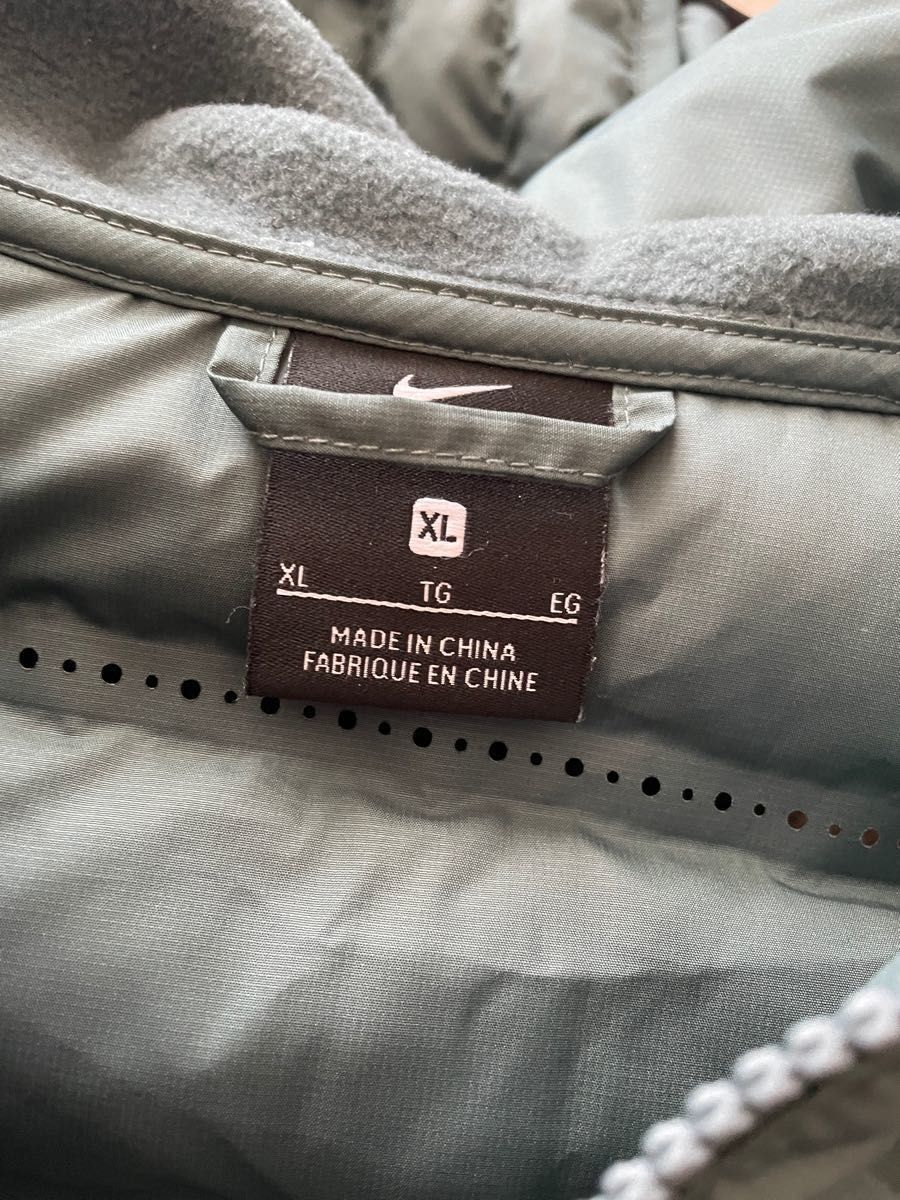 XL
XL TG EG
MADE IN CHINA
FABRIQUE EN CHINE